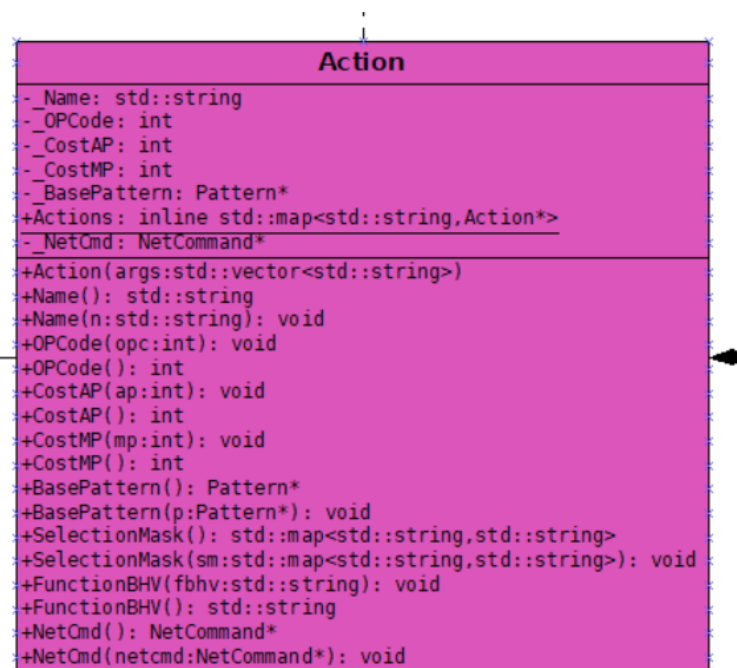 Action
-_Name: std::string
-_OPCode: int
-_CostAP: int
-_CostMP: int
-_BasePattern: Pattern*
+Actions: inline std::map<std::string,Action*>
-_NetCmd: NetCommand*
+Action(args:std::vector<std::string>)
+Name(): std::string
+Name(n:std::string): void
+OPCode(opc:int): void
+OPCode(): int
+CostAP(ap:int): void
+CostAP(): int
+CostMP(mp:int): void
+CostMP(): int
+BasePattern(): Pattern*
+BasePattern(p:Pattern*): void
+SelectionMask(): std::map<std::string,std::string>
+SelectionMask(sm:std::map<std::string,std::string>): void
+FunctionBHV(fbhv:std::string): void
+FunctionBHV(): std::string
+NetCmd(): NetCommand*
+NetCmd(netcmd:NetCommand*): void